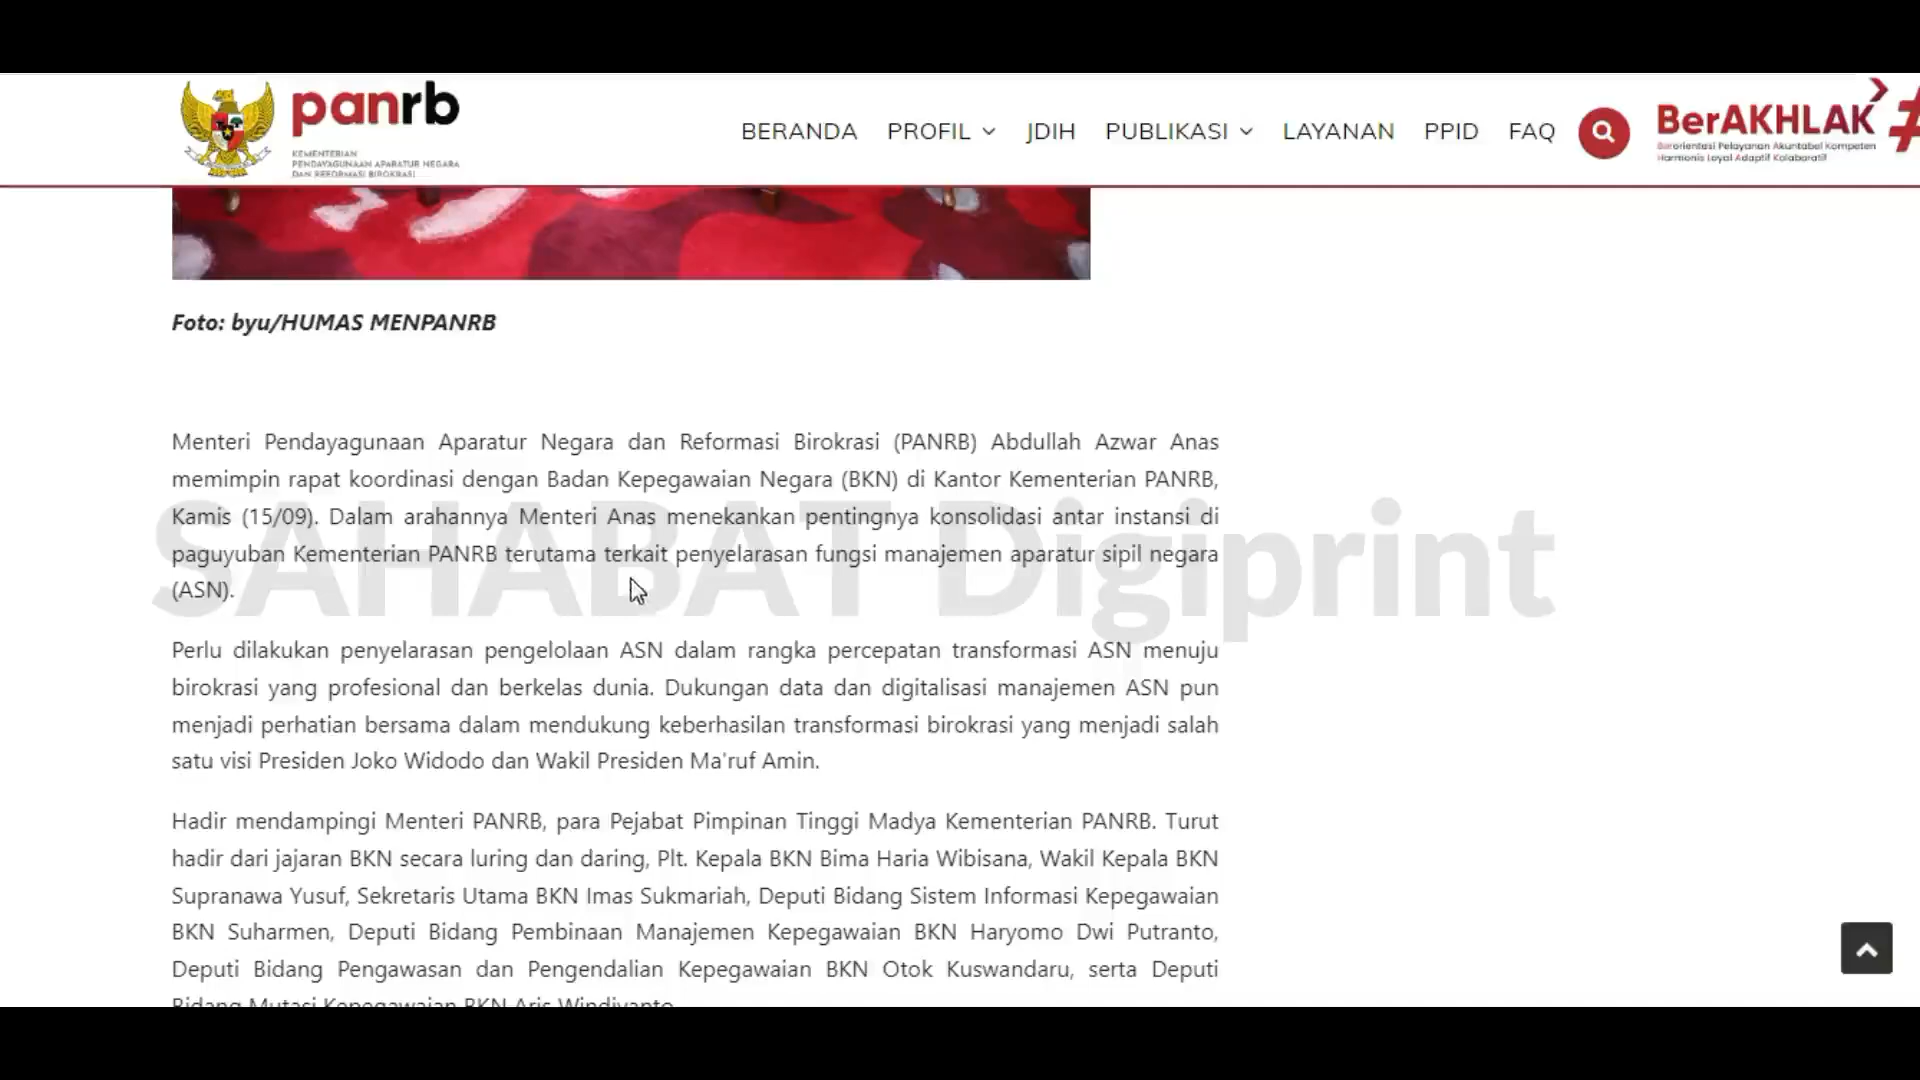 panrb
KEMENTERIAN
PENDAYAGUNAAN APARATUR NEGARA
DAN REFORMASI BIROKRASI
BERANDA PROFIL JDIH PUBLIKASI LAYANAN PPID FAQ
BerAKHLAK #
Berorientasi Pelayanan Akuntabel Kompeten
Harmonis Loyal Adaptif Kolaboratif
Foto: byu/HUMAS MENPANRB
Menteri Pendayagunaan Aparatur Negara dan Reformasi Birokrasi (PANRB) Abdullah Azwar Anas
memimpin rapat koordinasi dengan Badan Kepegawaian Negara (BKN) di Kantor Kementerian PANRB,
Kamis (15/09). Dalam arahannya Menteri Anas menekankan pentingnya konsolidasi antar instansi di
paguyuban Kementerian PANRB terutama terkait penyelarasan fungsi manajemen aparatur sipil negara
(ASN).
SAHABAT Digiprint
Perlu dilakukan penyelarasan pengelolaan ASN dalam rangka percepatan transformasi ASN menuju
birokrasi yang profesional dan berkelas dunia. Dukungan data dan digitalisasi manajemen ASN pun
menjadi perhatian bersama dalam mendukung keberhasilan transformasi birokrasi yang menjadi salah
satu visi Presiden Joko Widodo dan Wakil Presiden Ma'ruf Amin.
Hadir mendampingi Menteri PANRB, para Pejabat Pimpinan Tinggi Madya Kementerian PANRB. Turut
hadir dari jajaran BKN secara luring dan daring, Plt. Kepala BKN Bima Haria Wibisana, Wakil Kepala BKN
Supranawa Yusuf, Sekretaris Utama BKN Imas Sukmariah, Deputi Bidang Sistem Informasi Kepegawaian
BKN Suharmen, Deputi Bidang Pembinaan Manajemen Kepegawaian BKN Haryomo Dwi Putranto,
Deputi Bidang Pengawasan dan Pengendalian Kepegawaian BKN Otok Kuswandaru, serta Deputi
Bidang Mutasi Kepegawaian BKN Aris Windiyanto.